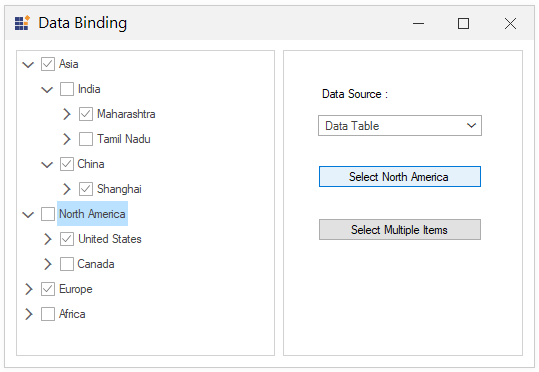 Data Binding
Asia
India
Maharashtra
Tamil Nadu
China
Shanghai
North America
United States
Canada
Europe
Africa
Data Source :
Data Table
Select North America
Select Multiple Items